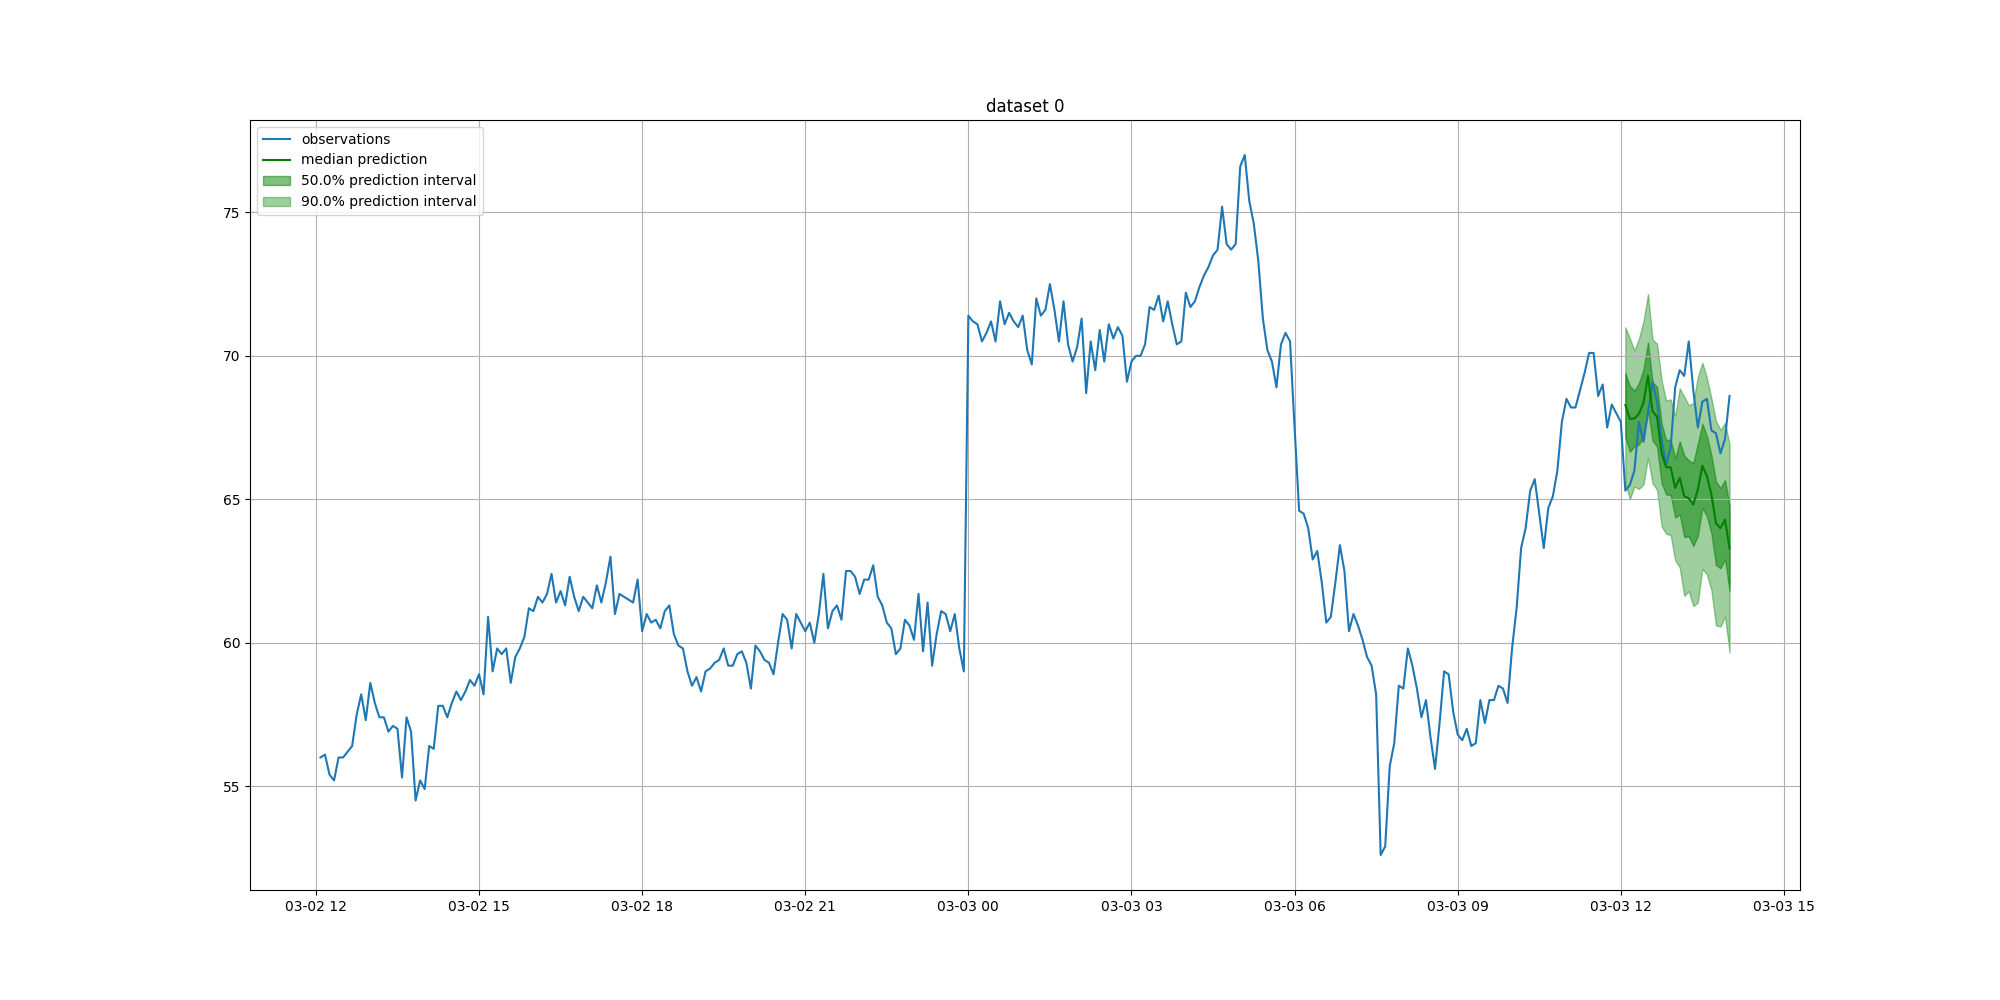 dataset 0
observations
median prediction
50.0% prediction interval
90.0% prediction interval
75
70
65
60
55
03-02 12 03-02 15 03-02 18 03-02 21 03-03 00 03-03 03 03-03 06 03-03 09 03-03 12 03-03 15